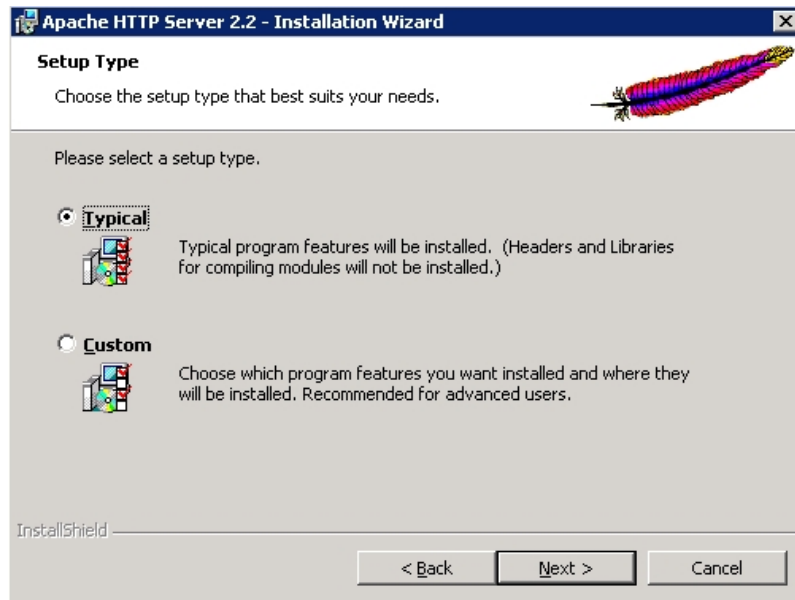 Apache HTTP Server 2.2 - Installation Wizard
Setup Type
Choose the setup type that best suits your needs.
Please select a setup type.
Typical
Typical program features will be installed. (Headers and Libraries
for compiling modules will not be installed.)
Custom
Choose which program features you want installed and where they
will be installed. Recommended for advanced users.
InstallShield
< Back Next > Cancel